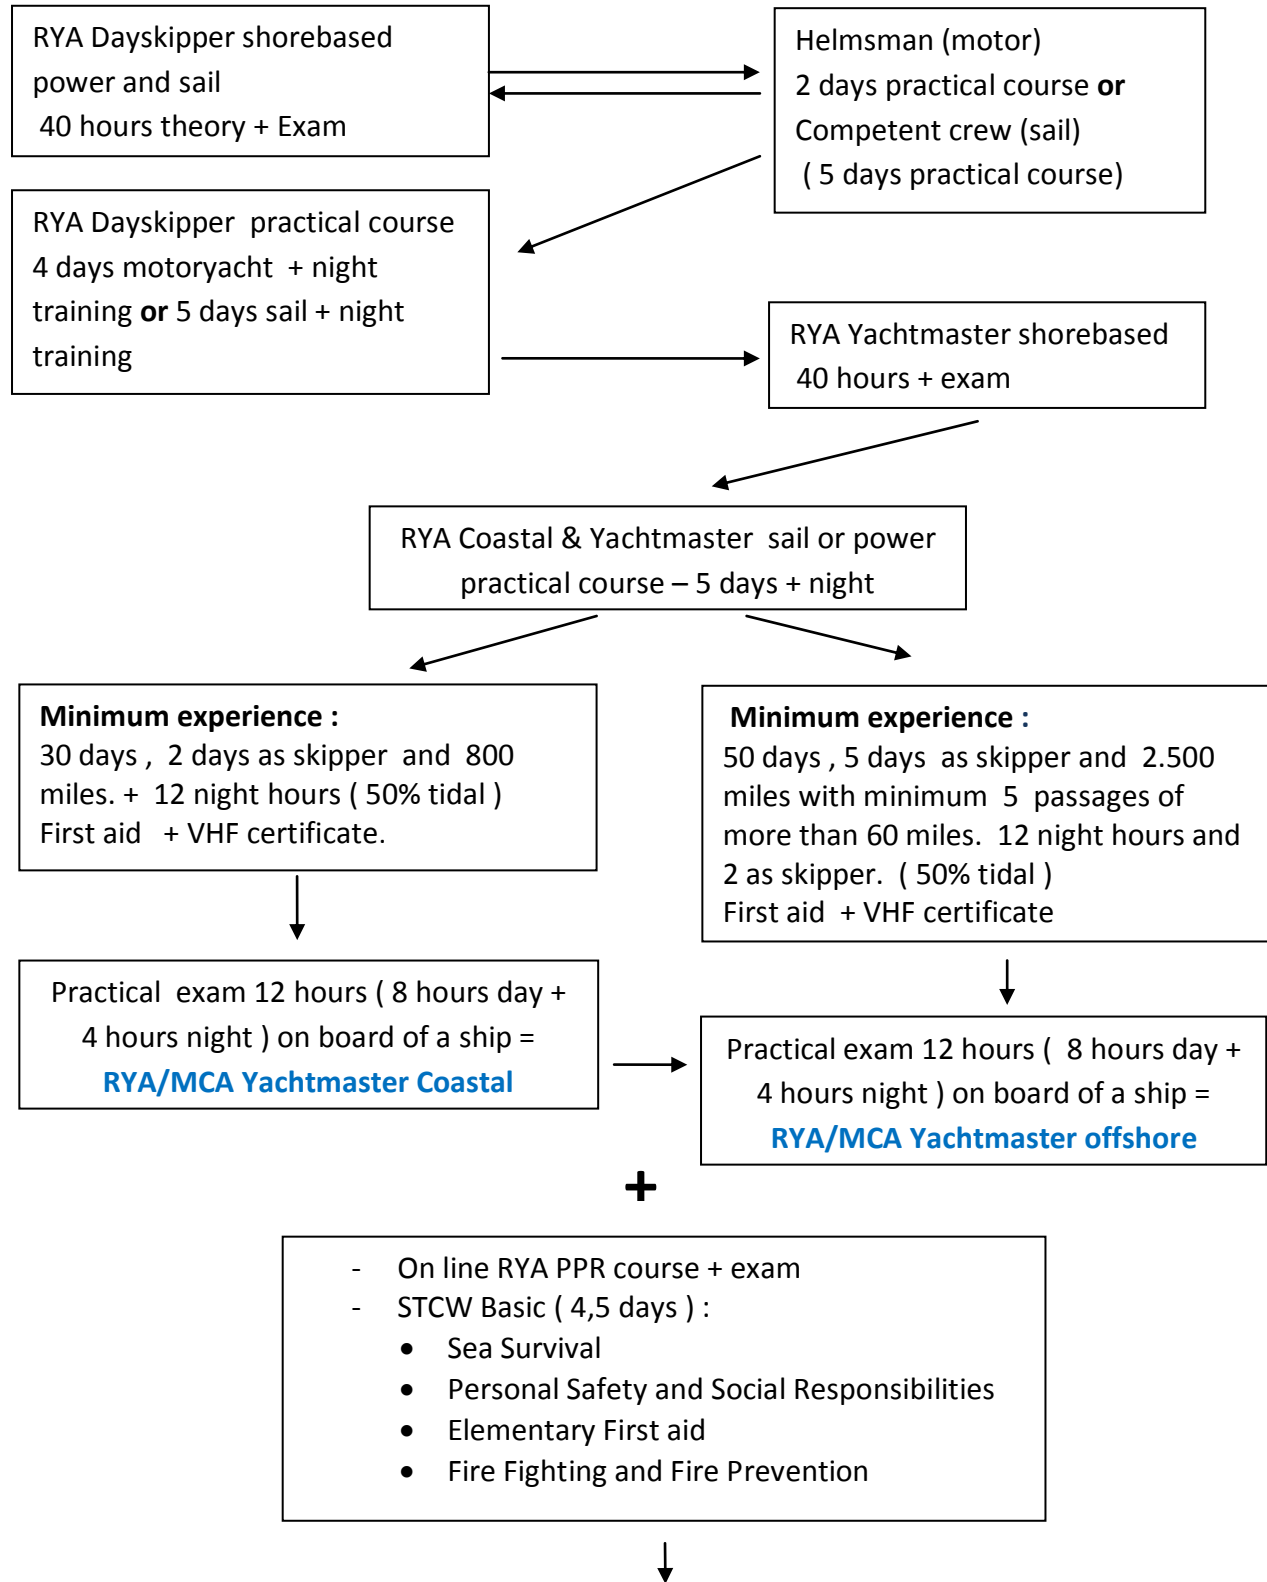 RYA Dayskipper shorebased
power and sail
40 hours theory + Exam
Helmsman (motor)
2 days practical course or
Competent crew (sail)
( 5 days practical course)
RYA Dayskipper practical course
4 days motoryacht + night
training or 5 days sail + night
training
RYA Yachtmaster shorebased
40 hours + exam
RYA Coastal & Yachtmaster sail or power
practical course – 5 days + night
Minimum experience :
30 days , 2 days as skipper and 800
miles. + 12 night hours ( 50% tidal )
First aid + VHF certificate.
Minimum experience :
50 days , 5 days as skipper and 2.500
miles with minimum 5 passages of
more than 60 miles. 12 night hours and
2 as skipper. ( 50% tidal )
First aid + VHF certificate
Practical exam 12 hours ( 8 hours day +
4 hours night ) on board of a ship =
RYA/MCA Yachtmaster Coastal
Practical exam 12 hours ( 8 hours day +
4 hours night ) on board of a ship =
RYA/MCA Yachtmaster offshore
+
- On line RYA PPR course + exam
- STCW Basic ( 4,5 days ) :
• Sea Survival
• Personal Safety and Social Responsibilities
• Elementary First aid
• Fire Fighting and Fire Prevention